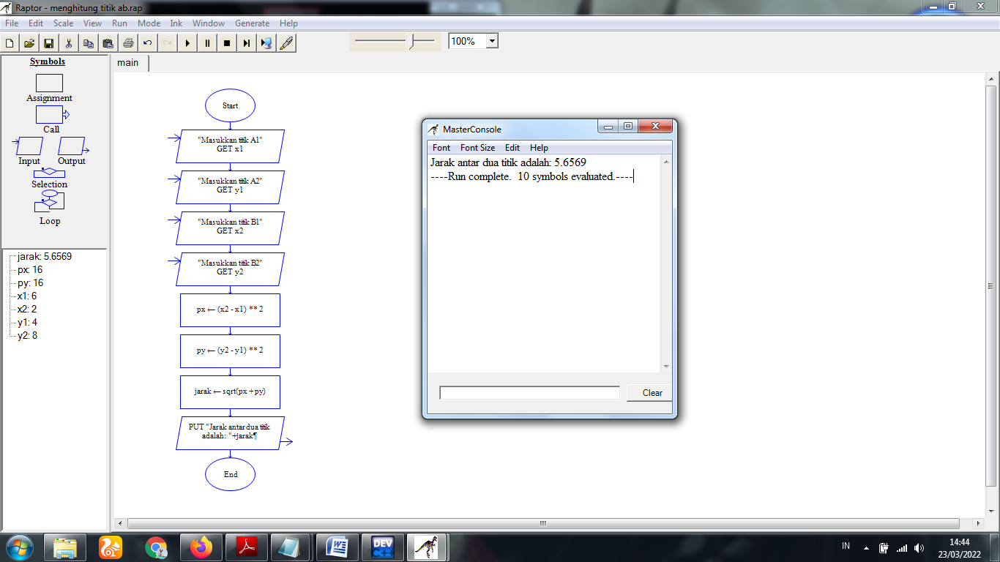 Raptor - menghitung titik ab.rap
File Edit Scale View Run Mode Ink Window Generate Help
100%
Symbols
Assignment
Call
Input Output
Selection
Loop
jarak: 5.6569
px: 16
py: 16
x1: 6
x2: 2
y1: 4
y2: 8
main
Start
"Masukkan titik A1"
GET x1
"Masukkan titik A2"
GET y1
"Masukkan titik B1"
GET x2
"Masukkan titik B2"
GET y2
px ← (x2 - x1) ** 2
py ← (y2 - y1) ** 2
jarak ← sqrt(px + py)
PUT "Jarak antar dua titik
adalah: "+jarak¶
End
MasterConsole
Font Font Size Edit Help
Jarak antar dua titik adalah: 5.6569
----Run complete.  10 symbols evaluated.----
Clear
DEV
C++
IN
14:44
23/03/2022